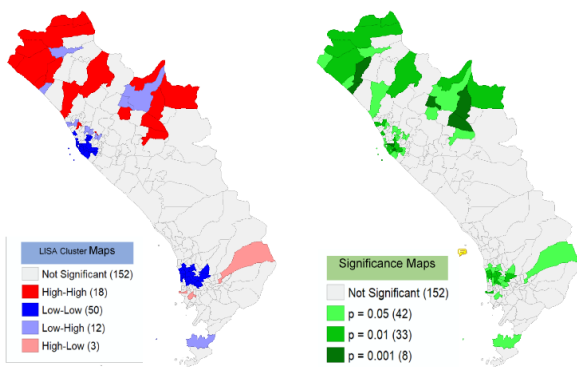 LISA Cluster Maps
Not Significant (152)
High-High (18)
Low-Low (50)
Low-High (12)
High-Low (3)
Significance Maps
Not Significant (152)
p = 0.05 (42)
p = 0.01 (33)
p = 0.001 (8)